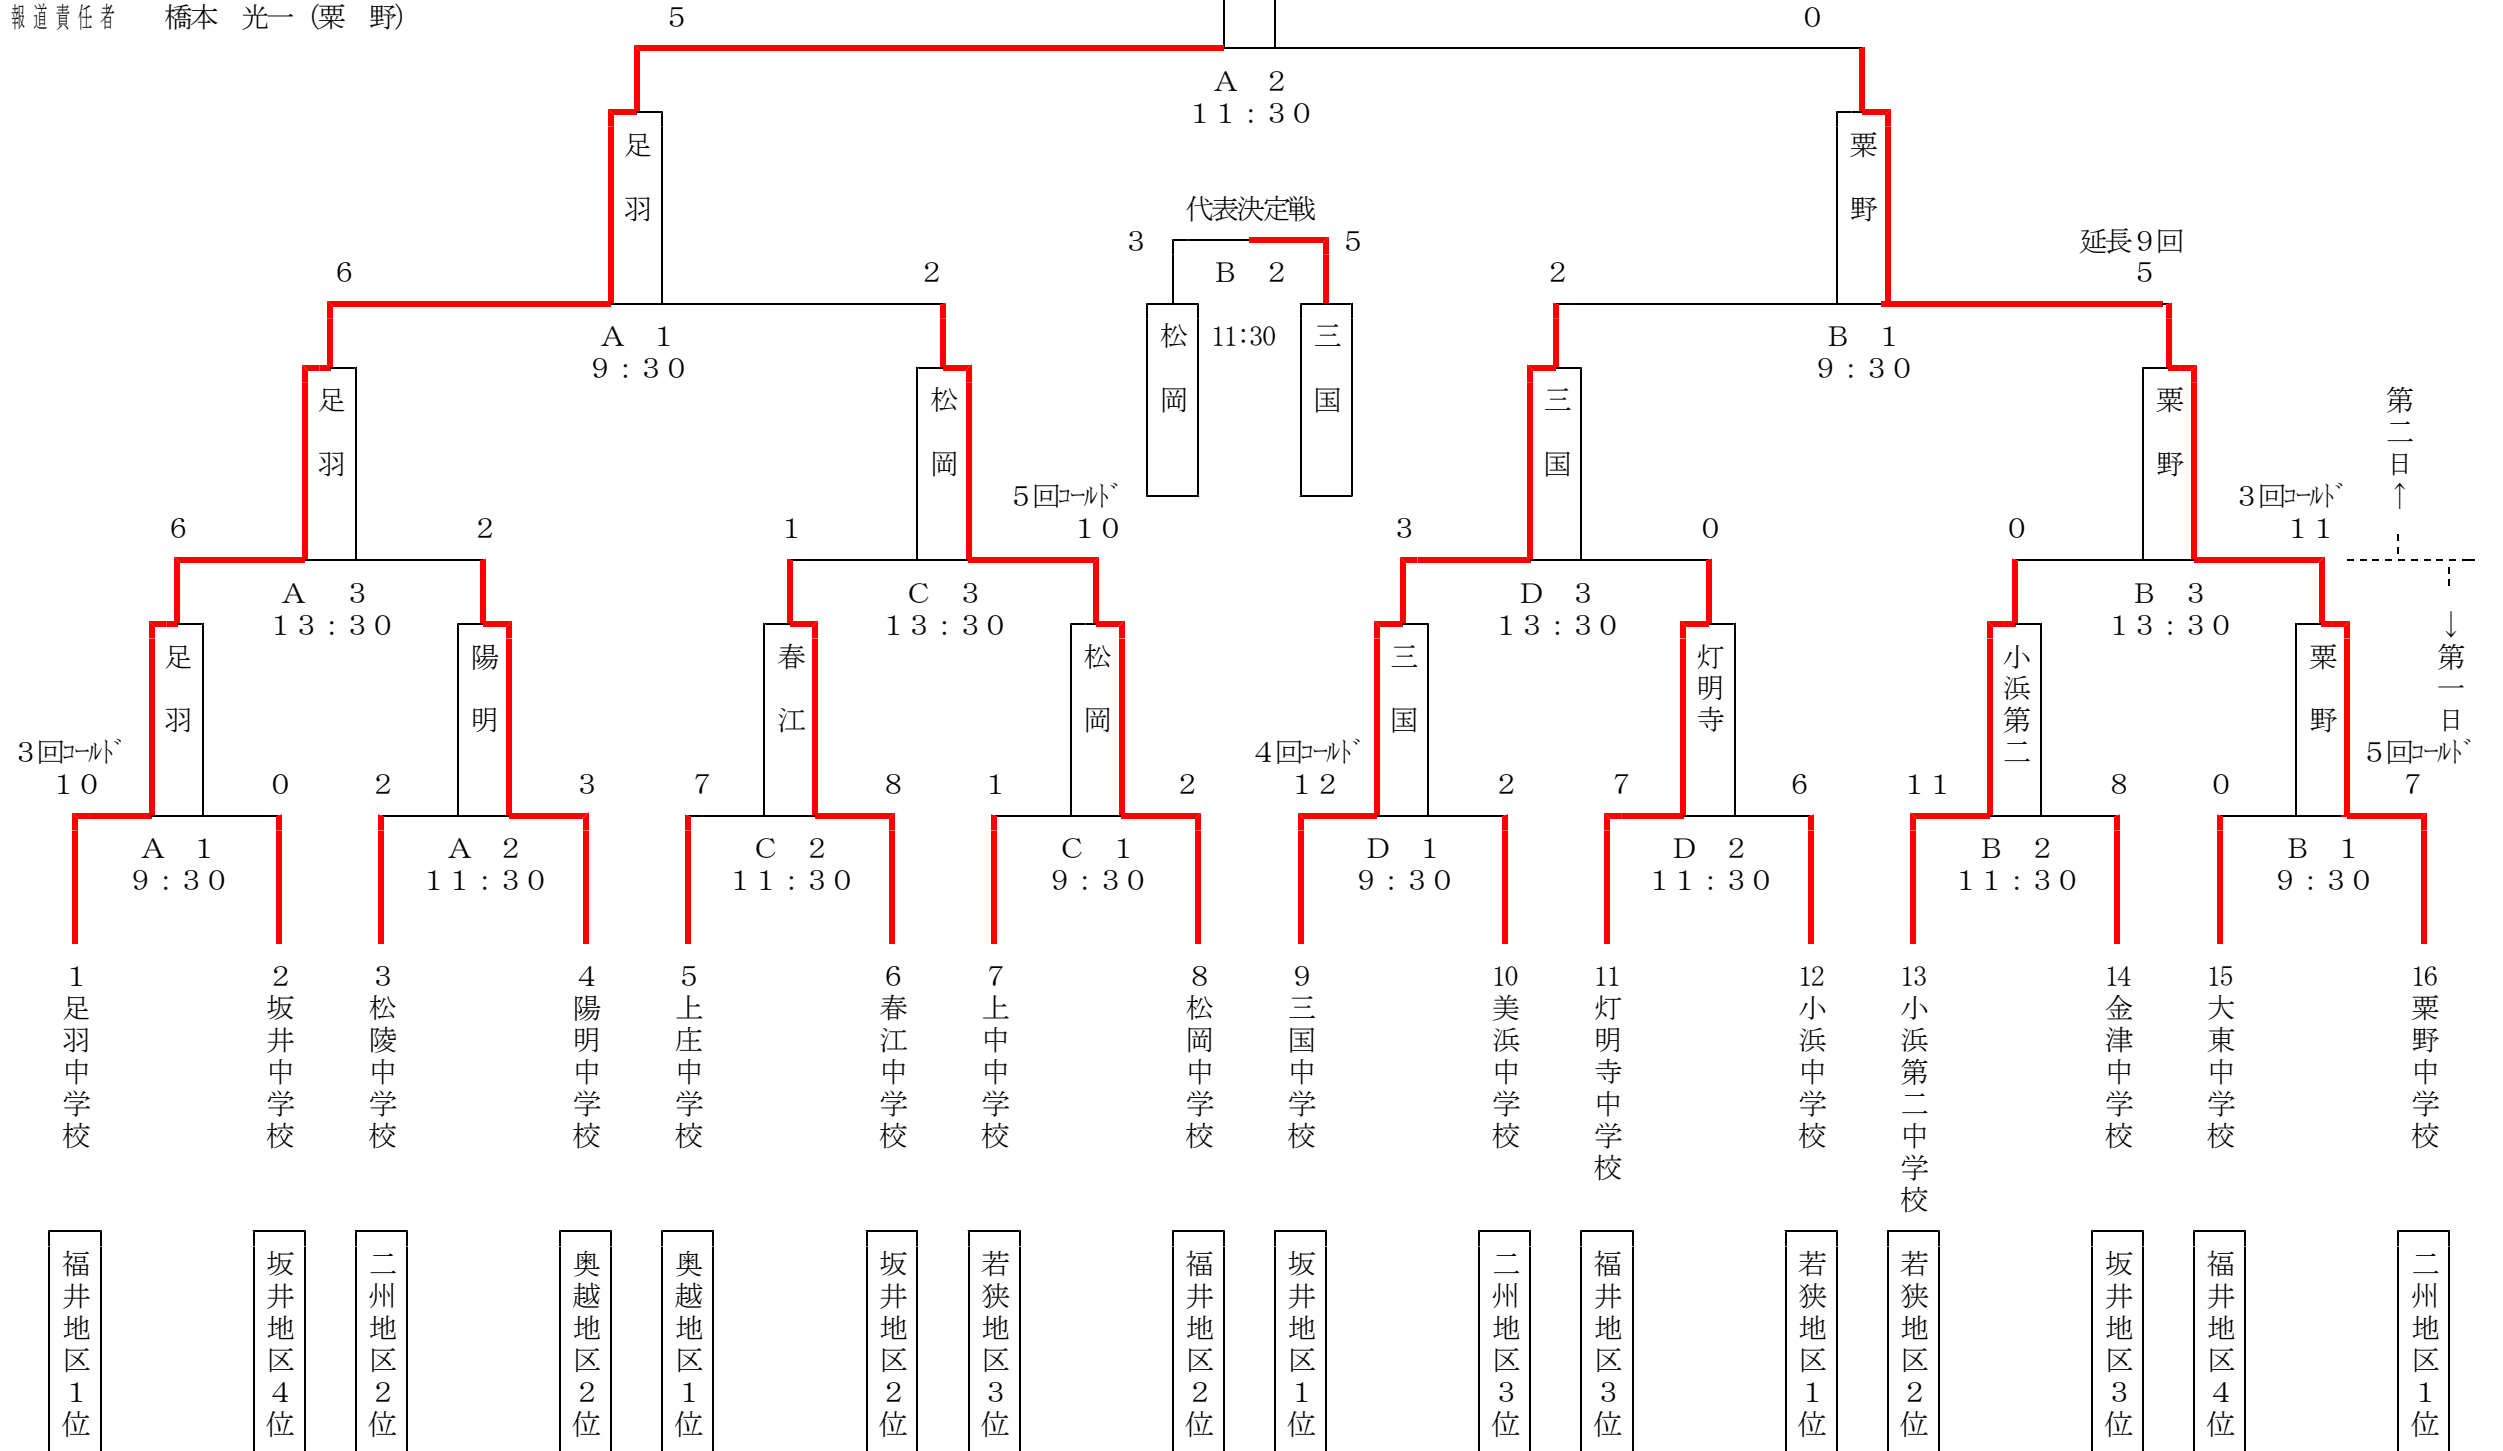 報道責任者 橋本 光一（粟 野）
5 0
Ａ ２
１１：３０
足羽
粟野
代表決定戦
3 5
Ｂ ２
11:30
松岡
三国
延長９回
6 2 2 5
Ａ １
９：３０
Ｂ １
９：３０
足羽
松岡
三国
粟野
第二日↑
５回ｺｰﾙﾄﾞ
３回ｺｰﾙﾄﾞ
6 2 1 １０ 3 0 0 １１
Ａ ３
１３：３０
Ｃ ３
１３：３０
Ｄ ３
１３：３０
Ｂ ３
１３：３０
↓第一日
足羽
陽明
春江
松岡
三国
灯明寺
小浜第二
粟野
３回ｺｰﾙﾄﾞ
４回ｺｰﾙﾄﾞ
５回ｺｰﾙﾄﾞ
１０ 0 2 3 7 8 1 2 １２ 2 7 6 １１ 8 0 7
Ａ １
９：３０
Ａ ２
１１：３０
Ｃ ２
１１：３０
Ｃ １
９：３０
Ｄ １
９：３０
Ｄ ２
１１：３０
Ｂ ２
１１：３０
Ｂ １
９：３０
1 足羽中学校
2 坂井中学校
3 松陵中学校
4 陽明中学校
5 上庄中学校
6 春江中学校
7 上中中学校
8 松岡中学校
9 三国中学校
10 美浜中学校
11 灯明寺中学校
12 小浜中学校
13 小浜第二中学校
14 金津中学校
15 大東中学校
16 粟野中学校
福井地区１位
坂井地区４位
二州地区２位
奥越地区２位
奥越地区１位
坂井地区２位
若狭地区３位
福井地区２位
坂井地区１位
二州地区３位
福井地区３位
若狭地区１位
若狭地区２位
坂井地区３位
福井地区４位
二州地区１位